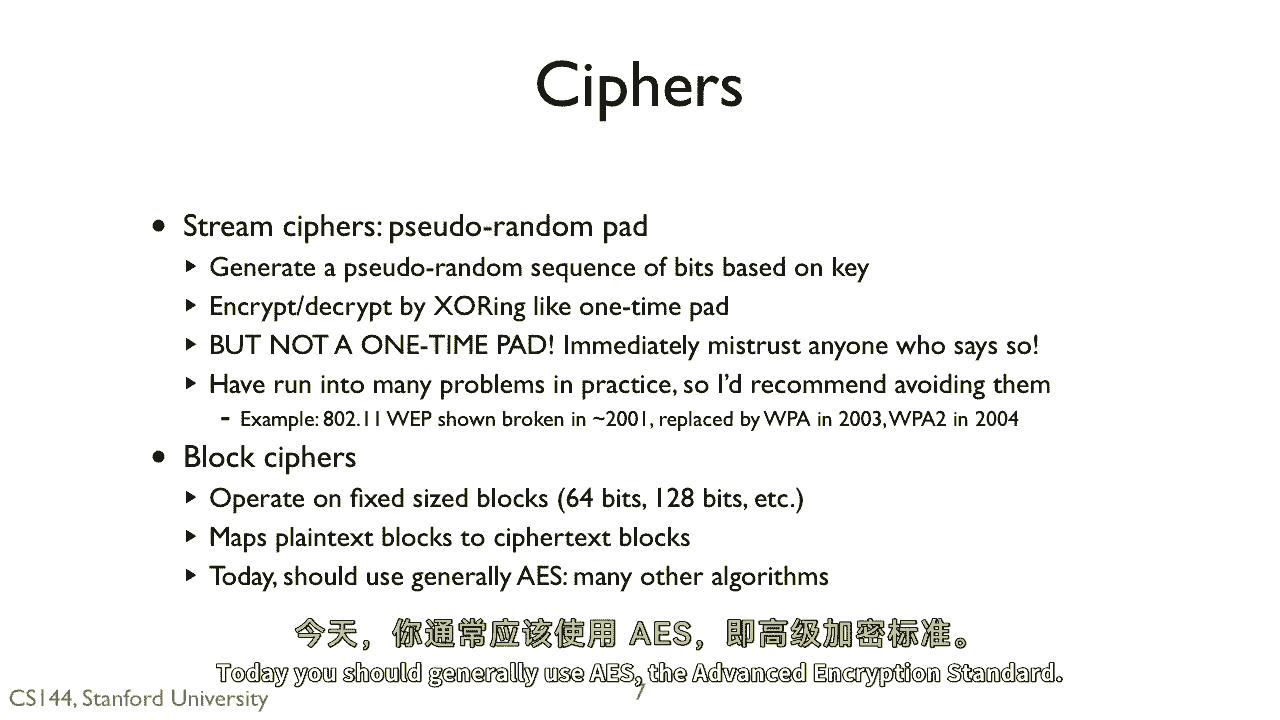 Ciphers
• Stream ciphers: pseudo-random pad
▸ Generate a pseudo-random sequence of bits based on key
▸ Encrypt/decrypt by XORing like one-time pad
▸ BUT NOT A ONE-TIME PAD! Immediately mistrust anyone who says so!
▸ Have run into many problems in practice, so I'd recommend avoiding them
- Example: 802.11 WEP shown broken in ~2001, replaced by WPA in 2003, WPA2 in 2004
• Block ciphers
▸ Operate on fixed sized blocks (64 bits, 128 bits, etc.)
▸ Maps plaintext blocks to ciphertext blocks
▸ Today, should use generally AES: many other algorithms
今天，你通常应该使用 AES，即高级加密标准。
Today you should generally use AES, the Advanced Encryption Standard.
CS144, Stanford University
7